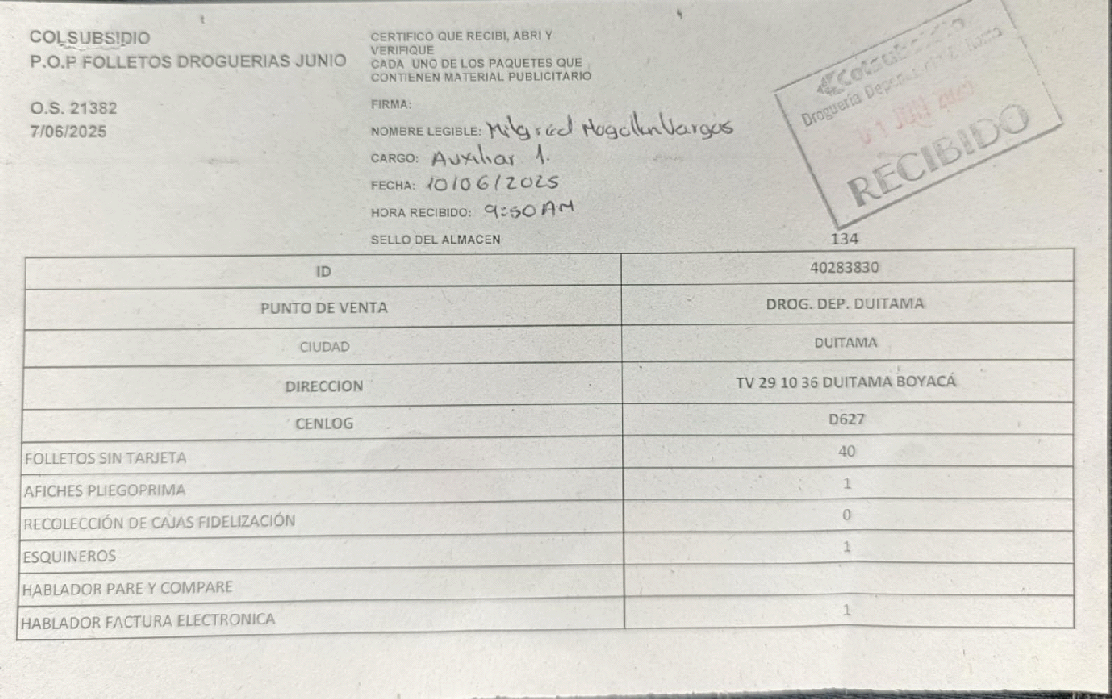 COLSUBSIDIO
P.O.P FOLLETOS DROGUERIAS JUNIO
O.S. 21382
7/06/2025
CERTIFICO QUE RECIBI, ABRI Y
VERIFIQUE
CADA UNO DE LOS PAQUETES QUE
CONTIENEN MATERIAL PUBLICITARIO
FIRMA:
NOMBRE LEGIBLE: Vargas
CARGO: Auxiliar 1.
FECHA: 10/06/2025
HORA RECIBIDO: 9:50 AM
SELLO DEL ALMACEN
Colsubsidio
Droguería
JUN 2025
RECIBIDO
134
ID 40283830
PUNTO DE VENTA DROG. DEP. DUITAMA
CIUDAD DUITAMA
DIRECCION TV 29 10 36 DUITAMA BOYACÁ
CENLOG D627
FOLLETOS SIN TARJETA 40
AFICHES PLIEGOPRIMA 1
RECOLECCIÓN DE CAJAS FIDELIZACIÓN 0
ESQUINEROS 1
HABLADOR PARE Y COMPARE
HABLADOR FACTURA ELECTRONICA 1